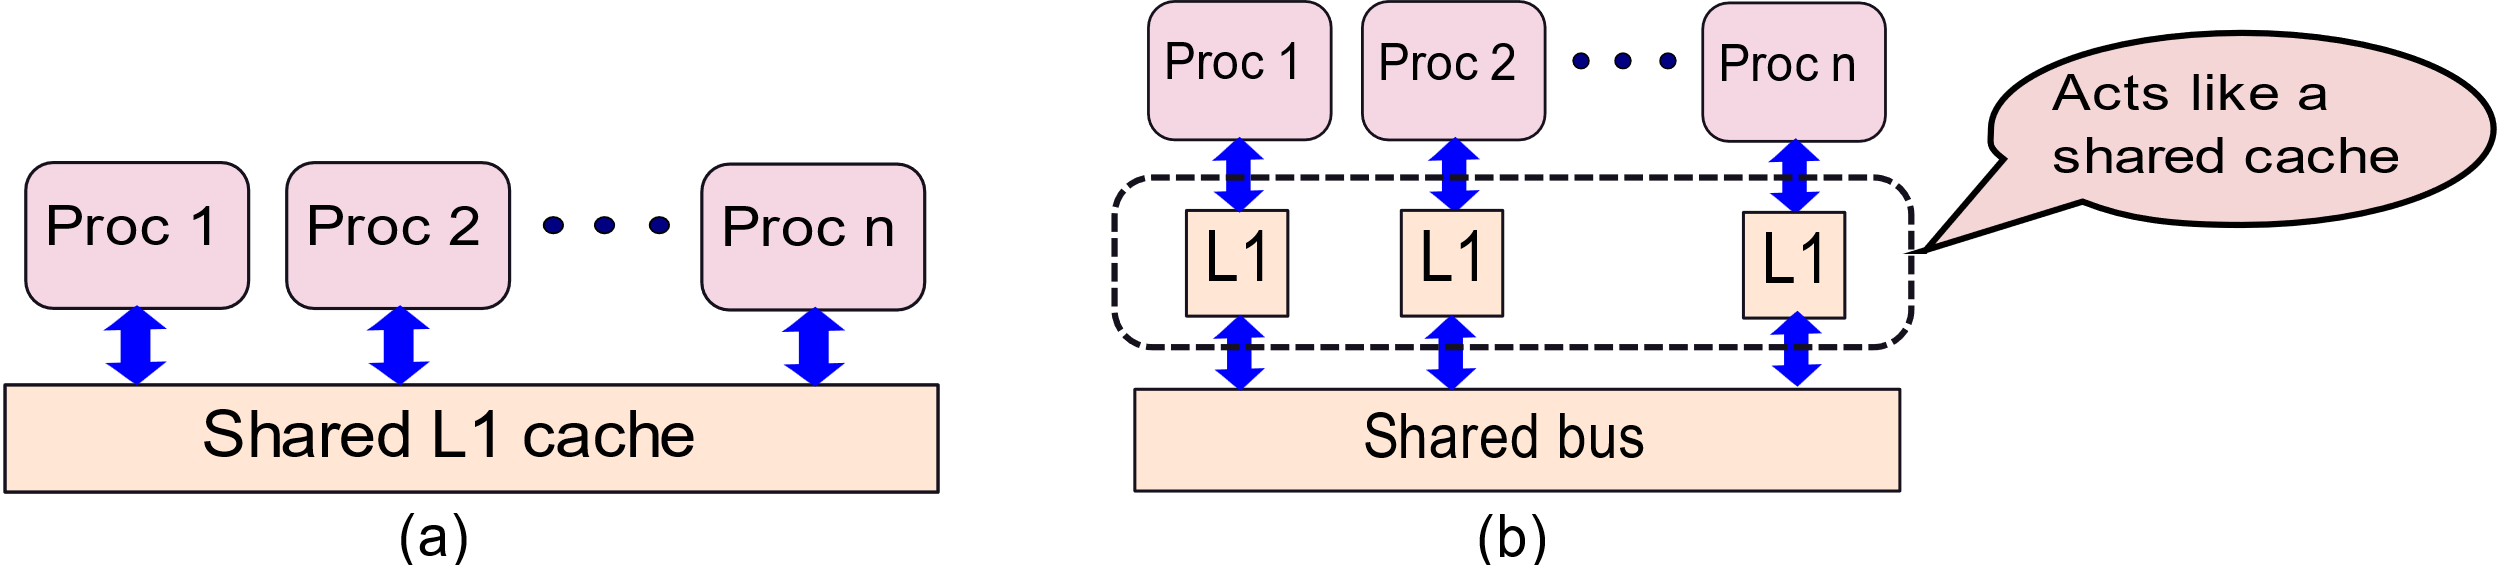 Proc 1
Proc 2
Proc n
Shared L1 cache
(a)
Proc 1
Proc 2
Proc n
Acts like a
shared cache
L1
L1
L1
Shared bus
(b)